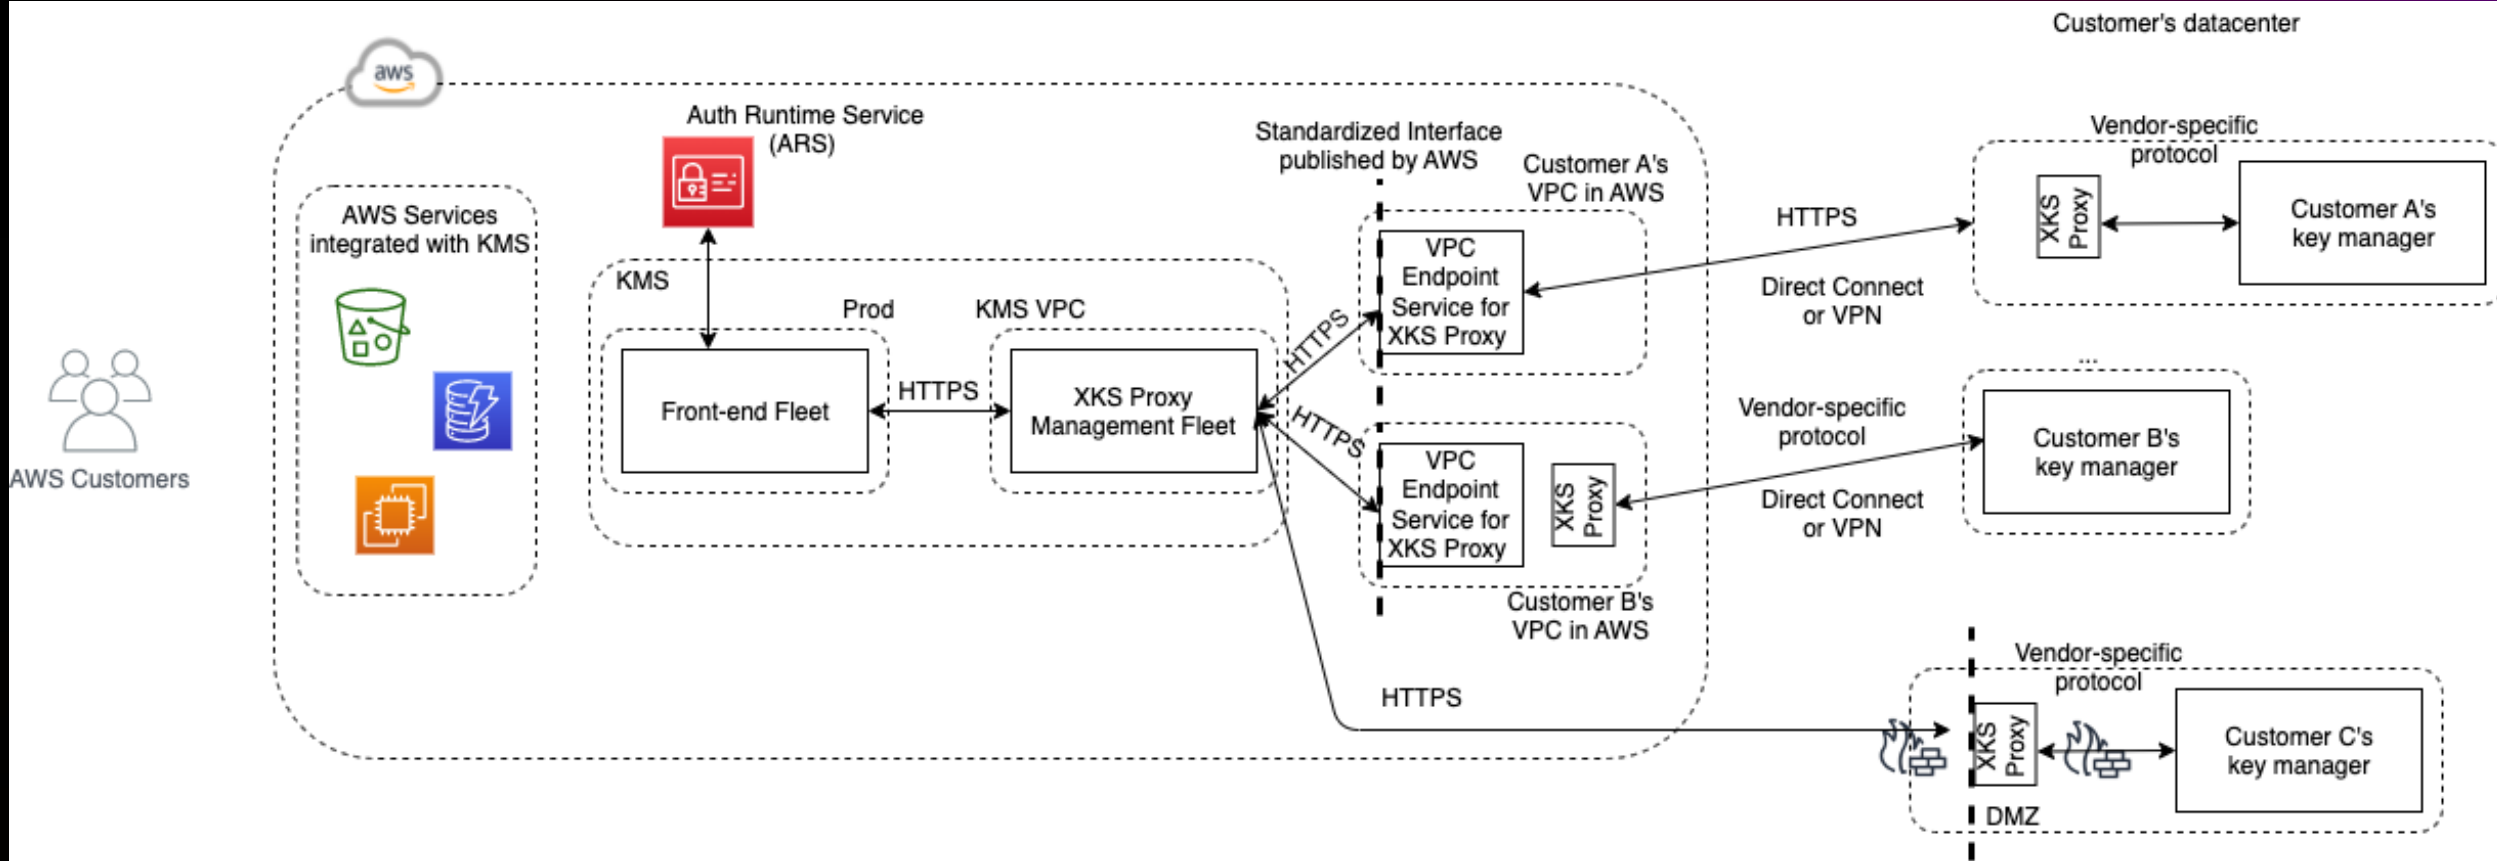 Customer's datacenter
aws
Auth Runtime Service
(ARS)
Standardized Interface
published by AWS
Customer A's
VPC in AWS
Vendor-specific
protocol
AWS Services
integrated with KMS
XKS
Proxy
Customer A's
key manager
HTTPS
VPC
Endpoint
Service for
XKS Proxy
KMS
Direct Connect
or VPN
Prod
KMS VPC
HTTPS
...
Front-end Fleet
HTTPS
XKS Proxy
Management Fleet
HTTPS
Vendor-specific
protocol
Customer B's
key manager
AWS Customers
VPC
Endpoint
Service for
XKS Proxy
XKS
Proxy
Direct Connect
or VPN
Customer B's
VPC in AWS
Vendor-specific
protocol
HTTPS
XKS
Proxy
Customer C's
key manager
DMZ